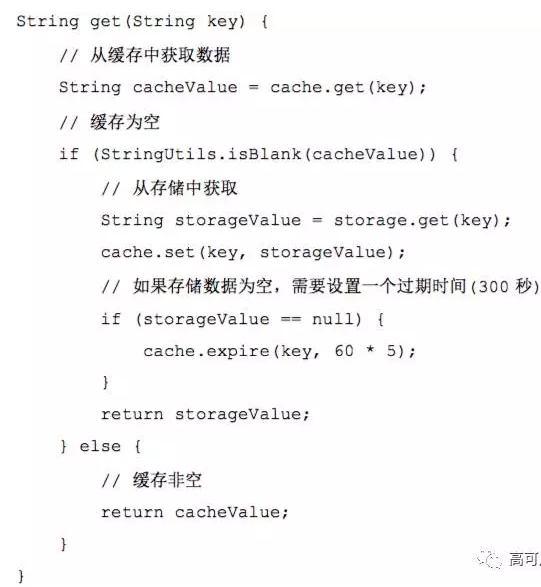 String get(String key) {
    // 从缓存中获取数据
    String cacheValue = cache.get(key);
    // 缓存为空
    if (StringUtils.isBlank(cacheValue)) {
        // 从存储中获取
        String storageValue = storage.get(key);
        cache.set(key, storageValue);
        // 如果存储数据为空，需要设置一个过期时间(300 秒)
        if (storageValue == null) {
            cache.expire(key, 60 * 5);
        }
        return storageValue;
    } else {
        // 缓存非空
        return cacheValue;
    }
}
高可